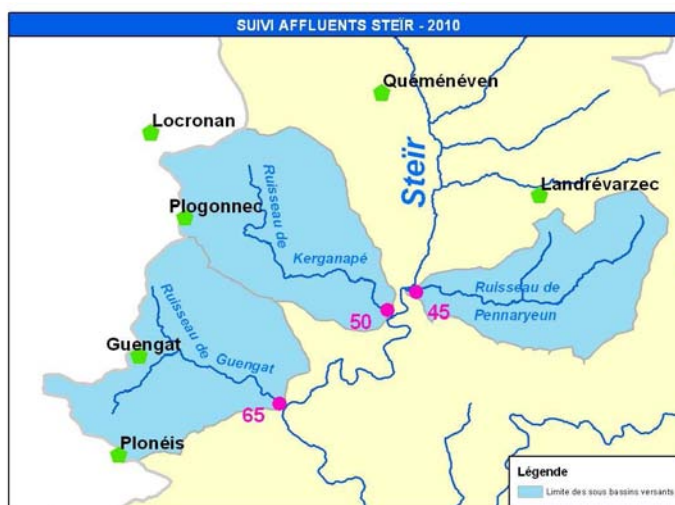 SUIVI AFFLUENTS STEÏR - 2010
Quéménéven
Locronan
Steïr
Landrévarzec
Plogonnec
Ruisseau de
Kerganapé
Ruisseau de
Pennaryeun
50
45
Guengat
Ruisseau de Guengat
65
Plonéis
Légende
Limite des sous bassins versants